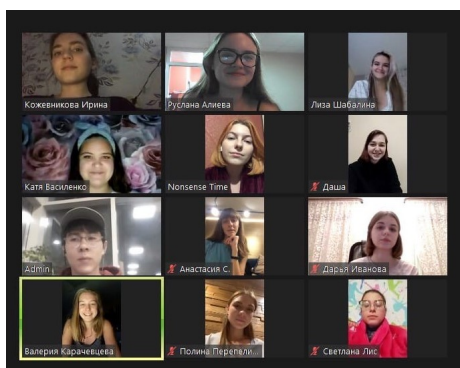 Кожевникова Ирина
Руслана Алиева
Лиза Шабалина
Катя Василенко
Nonsense Time
Даша
Admin
Анастасия С.
Дарья Иванова
Валерия Карачевцева
Полина Перепели...
Светлана Лис